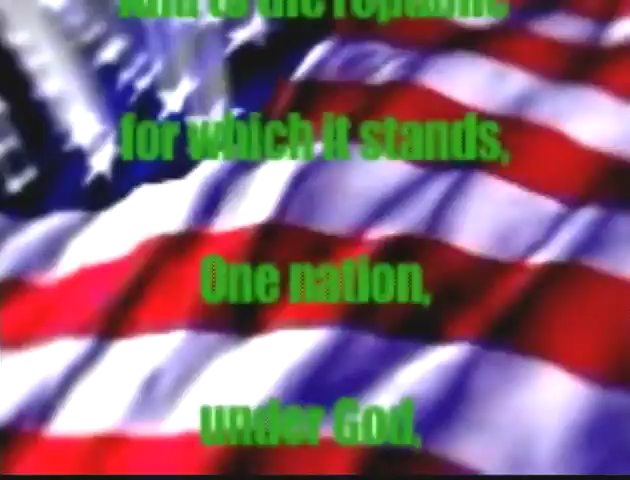 And to the republic
for which it stands,
One nation,
under God,